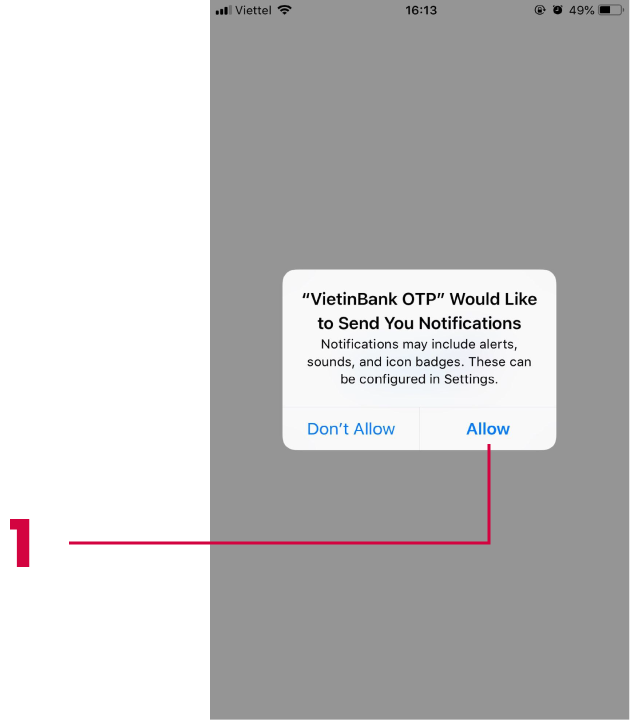 Viettel 16:13 49%
“VietinBank OTP” Would Like
to Send You Notifications
Notifications may include alerts,
sounds, and icon badges. These can
be configured in Settings.
Don’t Allow Allow
1